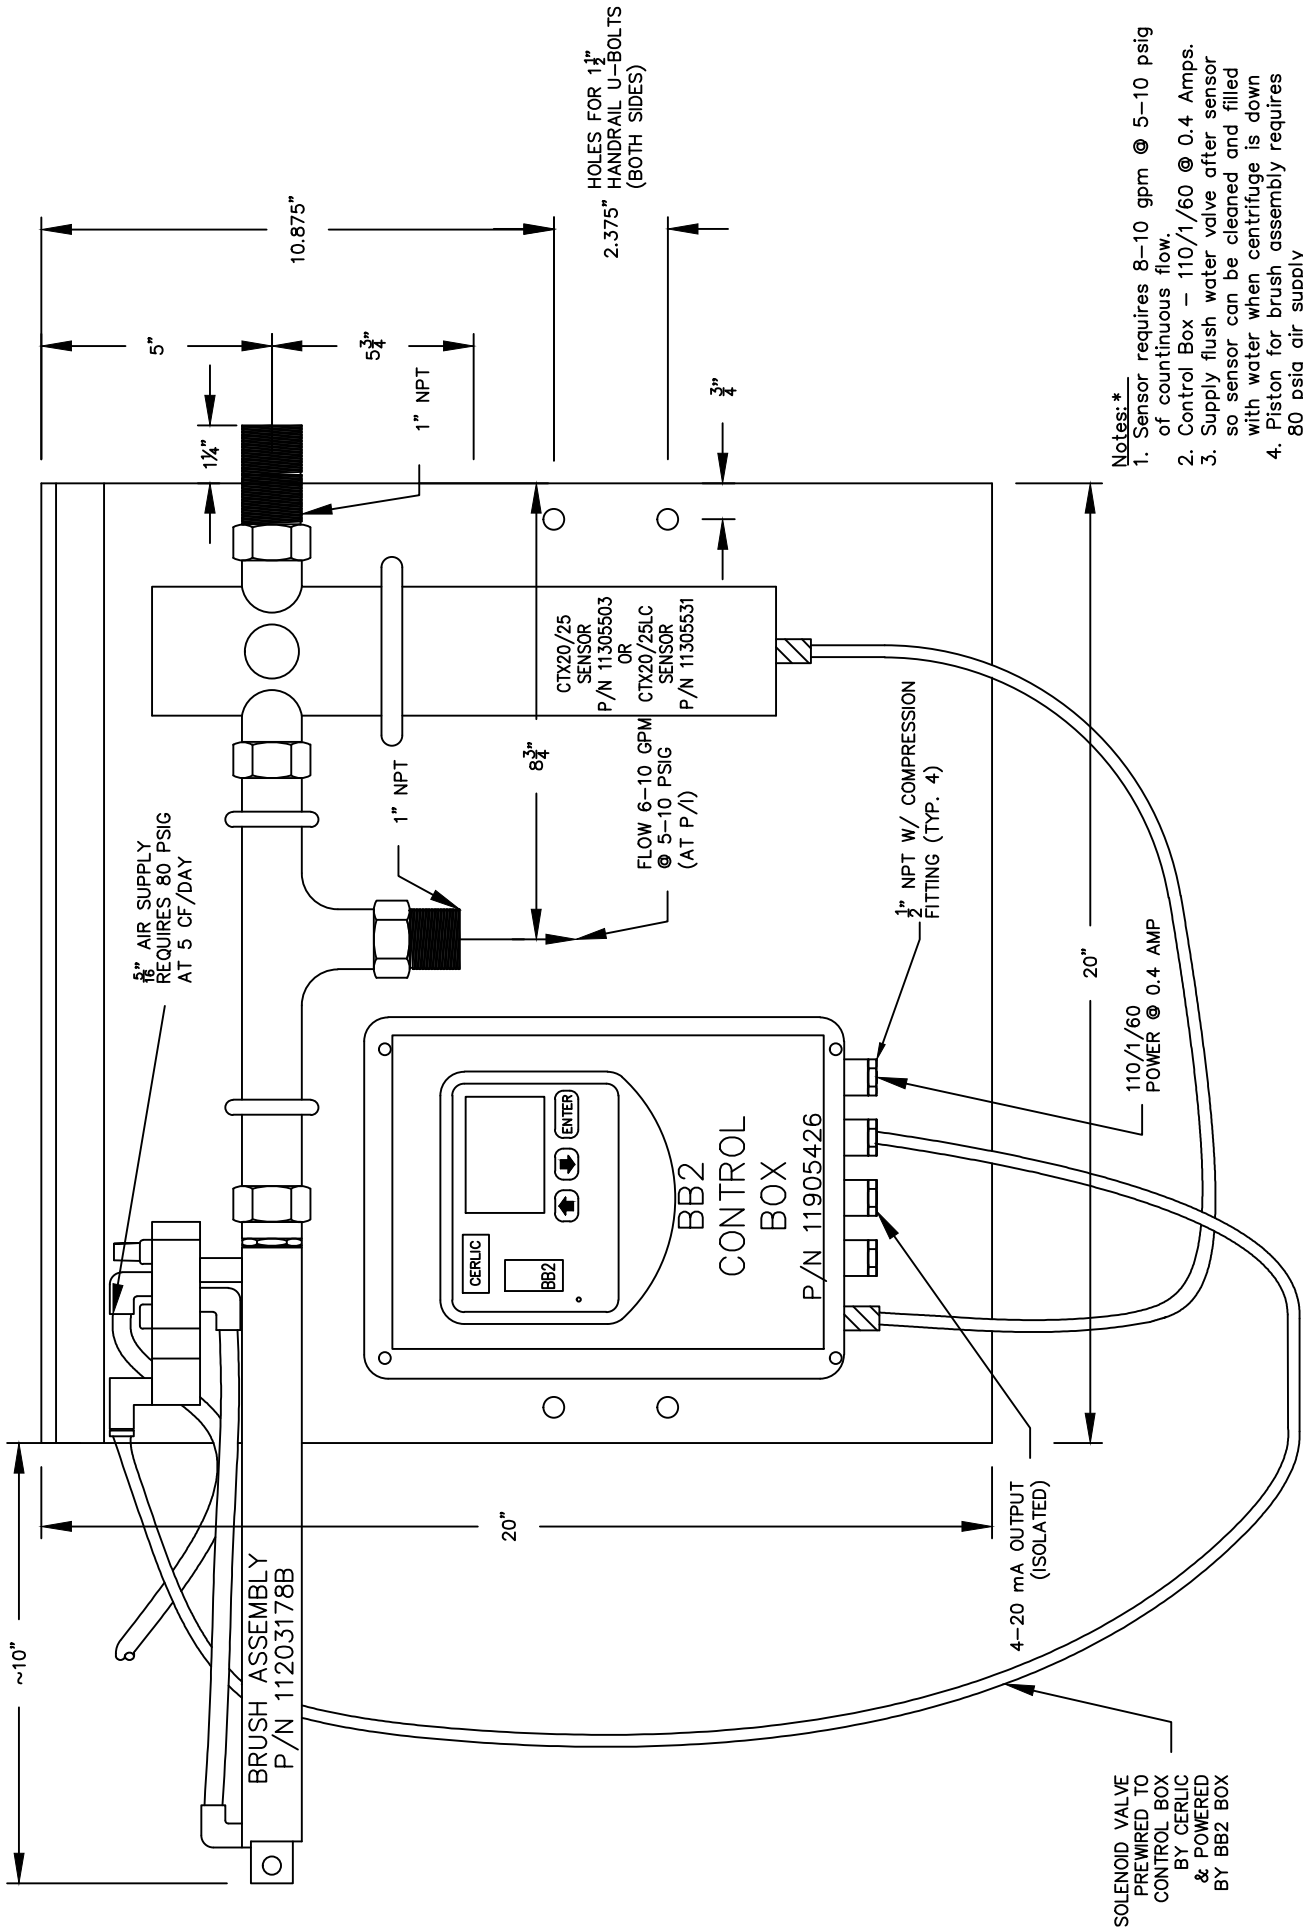 ~10"
20"
BRUSH ASSEMBLY
P/N 11203178B
5/16" AIR SUPPLY
REQUIRES 80 PSIG
AT 5 CF/DAY
1¼"
5"
5¾"
10.875"
2.375"
HOLES FOR 1½"
HANDRAIL U-BOLTS
(BOTH SIDES)
1" NPT
1" NPT
¾"
8¾"
CTX20/25
SENSOR
P/N 11305503
OR
CTX20/25LC
SENSOR
P/N 11305531
FLOW 6-10 GPM
@ 5-10 PSIG
(AT P/I)
CERLIC
BB2
ENTER
BB2
CONTROL
BOX
P/N 11905426
½" NPT W/ COMPRESSION
FITTING (TYP. 4)
20"
110/1/60
POWER @ 0.4 AMP
4-20 mA OUTPUT
(ISOLATED)
SOLENOID VALVE
PREWIRED TO
CONTROL BOX
BY CERLIC
& POWERED
BY BB2 BOX
Notes:*
1. Sensor requires 8-10 gpm @ 5-10 psig
of countinuous flow.
2. Control Box - 110/1/60 @ 0.4 Amps.
3. Supply flush water valve after sensor
so sensor can be cleaned and filled
with water when centrifuge is down
4. Piston for brush assembly requires
80 psig air supply